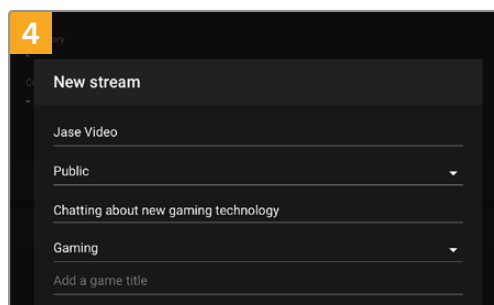 4
New stream
Jase Video
Public
Chatting about new gaming technology
Gaming
Add a game title